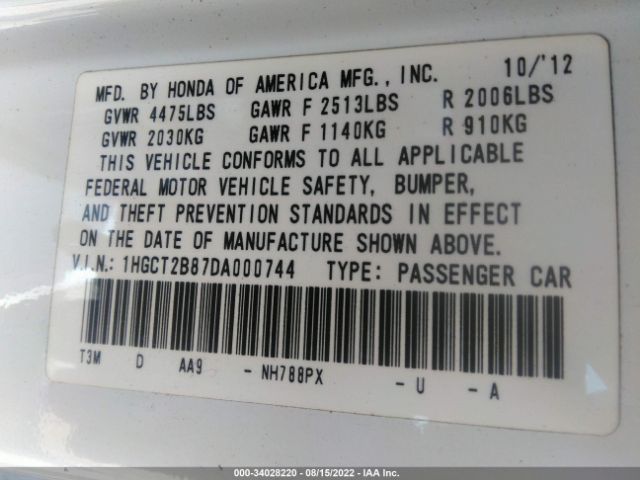 MFD. BY HONDA OF AMERICA MFG., INC. 10/'12
GVWR 4475LBS GAWR F 2513LBS R 2006LBS
GVWR 2030KG GAWR F 1140KG R 910KG
THIS VEHICLE CONFORMS TO ALL APPLICABLE
FEDERAL MOTOR VEHICLE SAFETY, BUMPER,
AND THEFT PREVENTION STANDARDS IN EFFECT
ON THE DATE OF MANUFACTURE SHOWN ABOVE.
V.I.N.: 1HGCT2B87DA000744 TYPE: PASSENGER CAR
T3M D AA9 - NH788PX - U - A
000-34028220 - 08/15/2022 - IAA Inc.